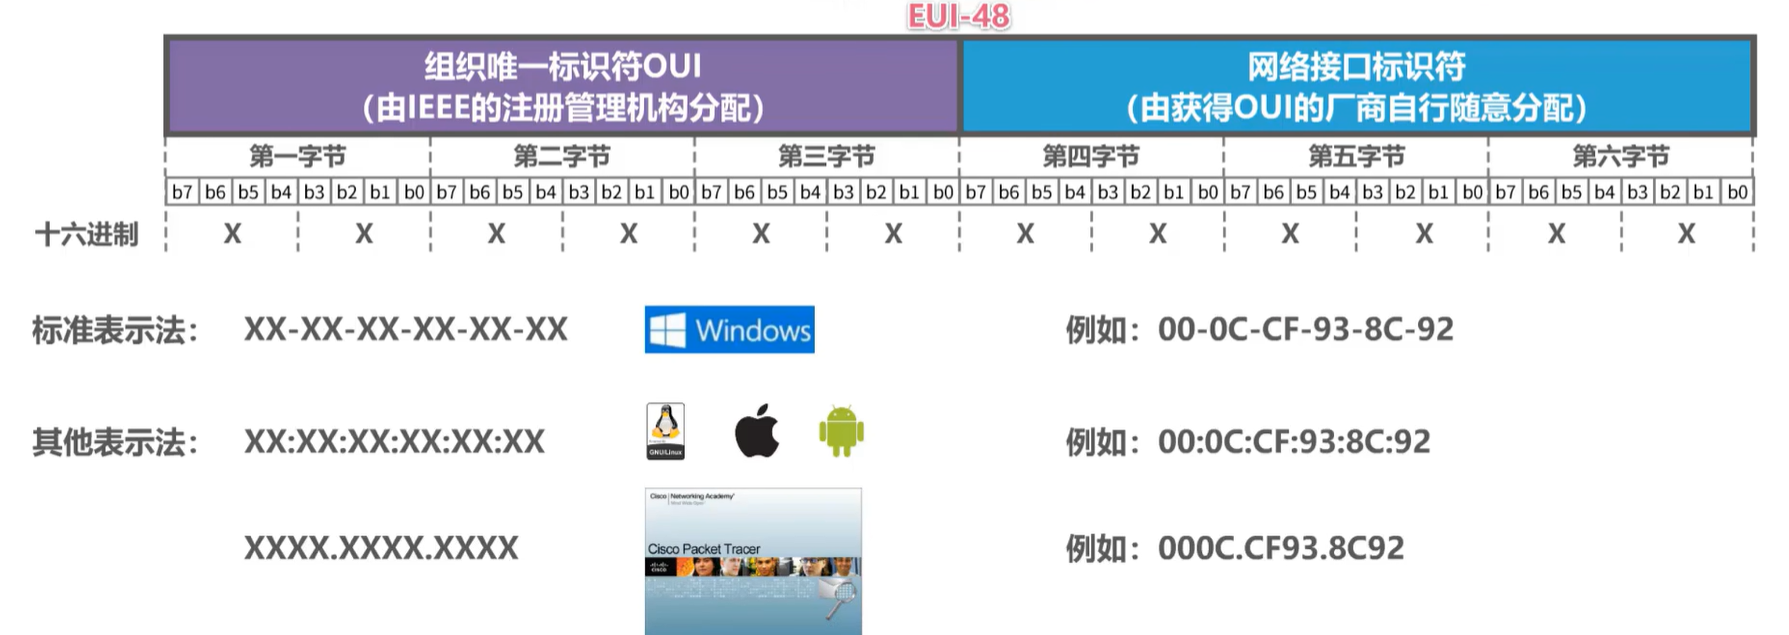 EUI-48
组织唯一标识符OUI
网络接口标识符
（由IEEE的注册管理机构分配）
（由获得OUI的厂商自行随意分配）
第一字节 第二字节 第三字节 第四字节 第五字节 第六字节
b7 b6 b5 b4 b3 b2 b1 b0 b7 b6 b5 b4 b3 b2 b1 b0 b7 b6 b5 b4 b3 b2 b1 b0 b7 b6 b5 b4 b3 b2 b1 b0 b7 b6 b5 b4 b3 b2 b1 b0 b7 b6 b5 b4 b3 b2 b1 b0
十六进制 X X X X X X X X X X X X
标准表示法： XX-XX-XX-XX-XX-XX Windows 例如：00-0C-CF-93-8C-92
其他表示法： XX:XX:XX:XX:XX:XX 例如：00:0C:CF:93:8C:92
GNU/Linux
Cisco Networking Academy
XXXX.XXXX.XXXX Cisco Packet Tracer 例如：000C.CF93.8C92
CISCO